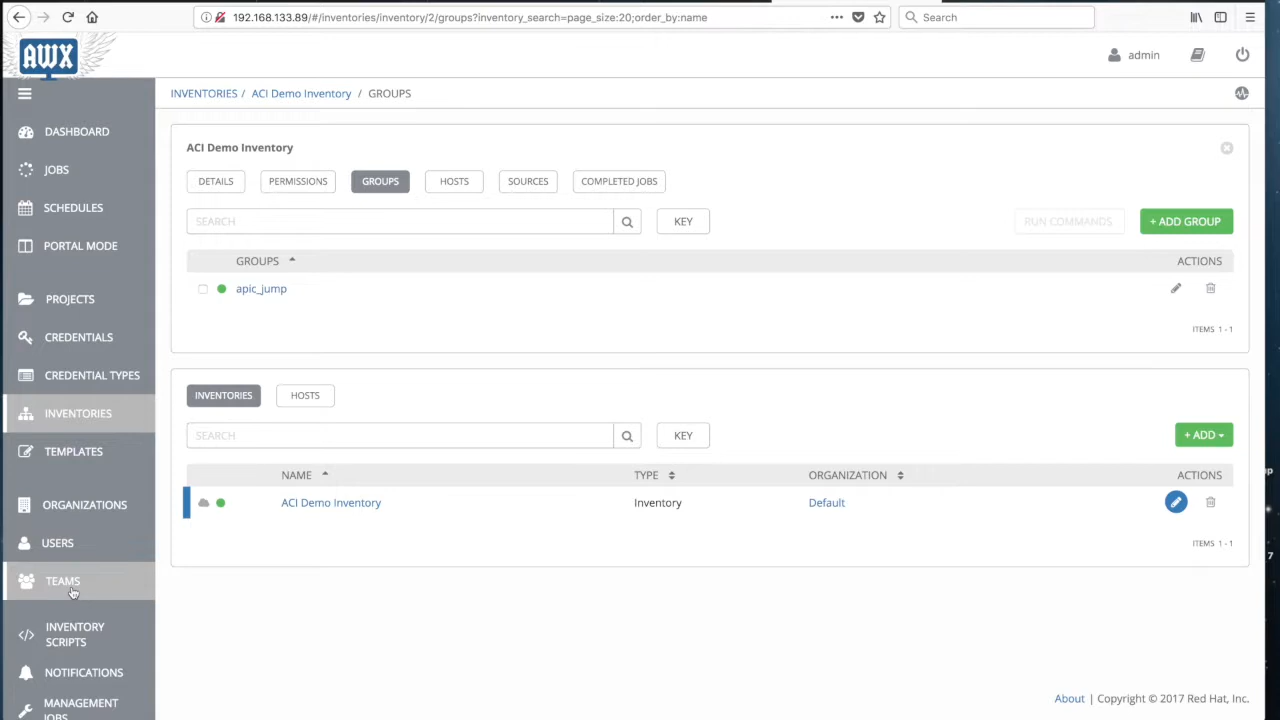 192.168.133.89/#/inventories/inventory/2/groups?inventory_search=page_size:20;order_by:name
Search
AWX
admin
INVENTORIES / ACI Demo Inventory / GROUPS
DASHBOARD
JOBS
SCHEDULES
PORTAL MODE
PROJECTS
CREDENTIALS
CREDENTIAL TYPES
INVENTORIES
TEMPLATES
ORGANIZATIONS
USERS
TEAMS
INVENTORY
SCRIPTS
NOTIFICATIONS
MANAGEMENT
JOBS
ACI Demo Inventory
DETAILS PERMISSIONS GROUPS HOSTS SOURCES COMPLETED JOBS
SEARCH KEY RUN COMMANDS + ADD GROUP
GROUPS ACTIONS
apic_jump
ITEMS 1 - 1
INVENTORIES HOSTS
SEARCH KEY + ADD
NAME TYPE ORGANIZATION ACTIONS
ACI Demo Inventory Inventory Default
ITEMS 1 - 1
About | Copyright © 2017 Red Hat, Inc.
up
7